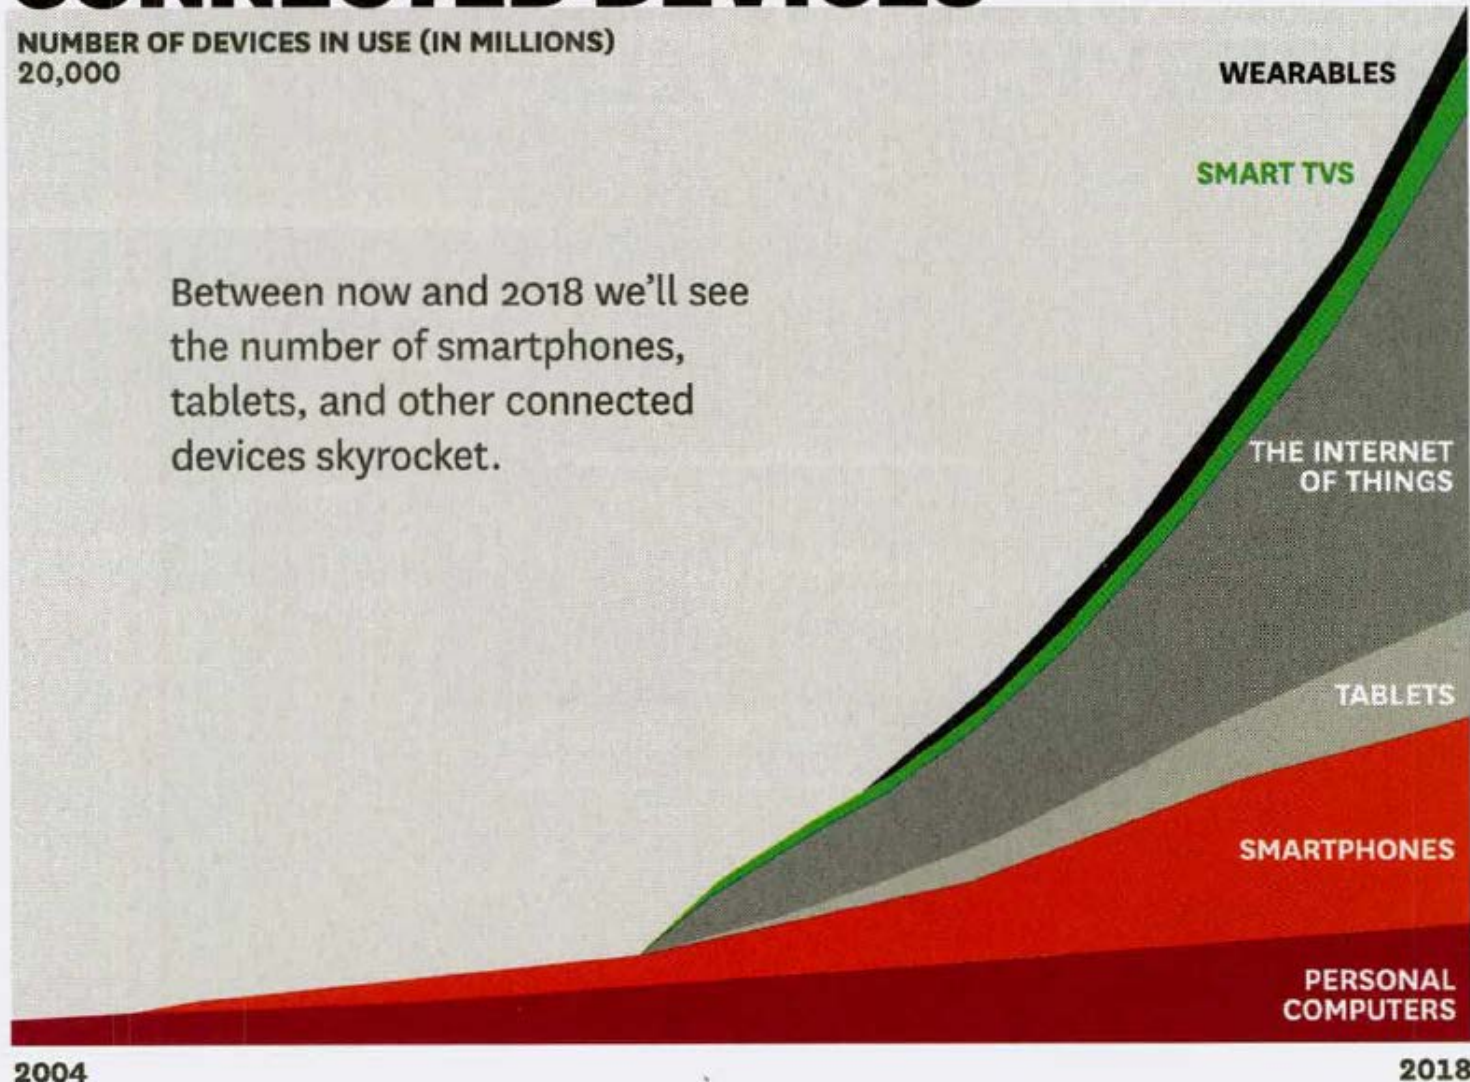 CONNECTED DEVICES
NUMBER OF DEVICES IN USE (IN MILLIONS)
20,000
WEARABLES
SMART TVS
Between now and 2018 we'll see
the number of smartphones,
tablets, and other connected
devices skyrocket.
THE INTERNET
OF THINGS
TABLETS
SMARTPHONES
PERSONAL
COMPUTERS
2004
2018